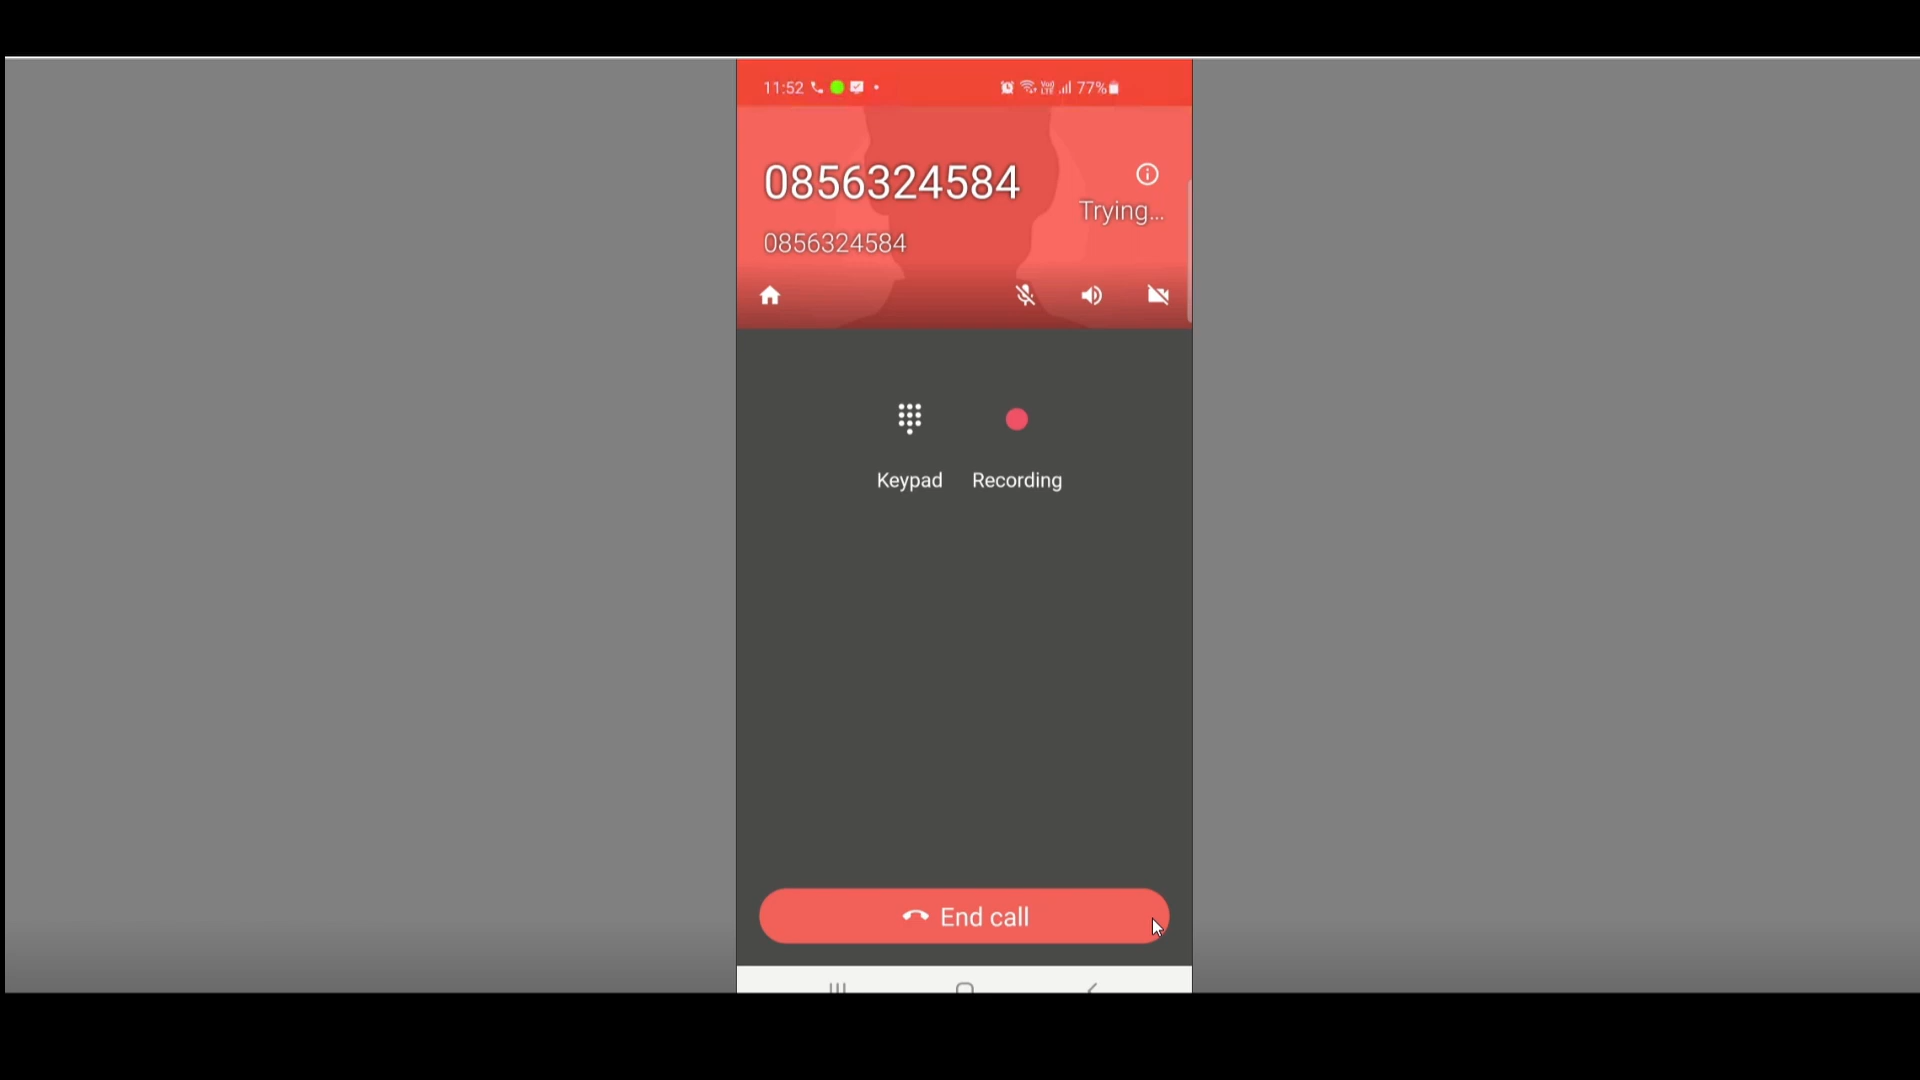 11:52 77%
0856324584
Trying...
0856324584
Keypad Recording
End call